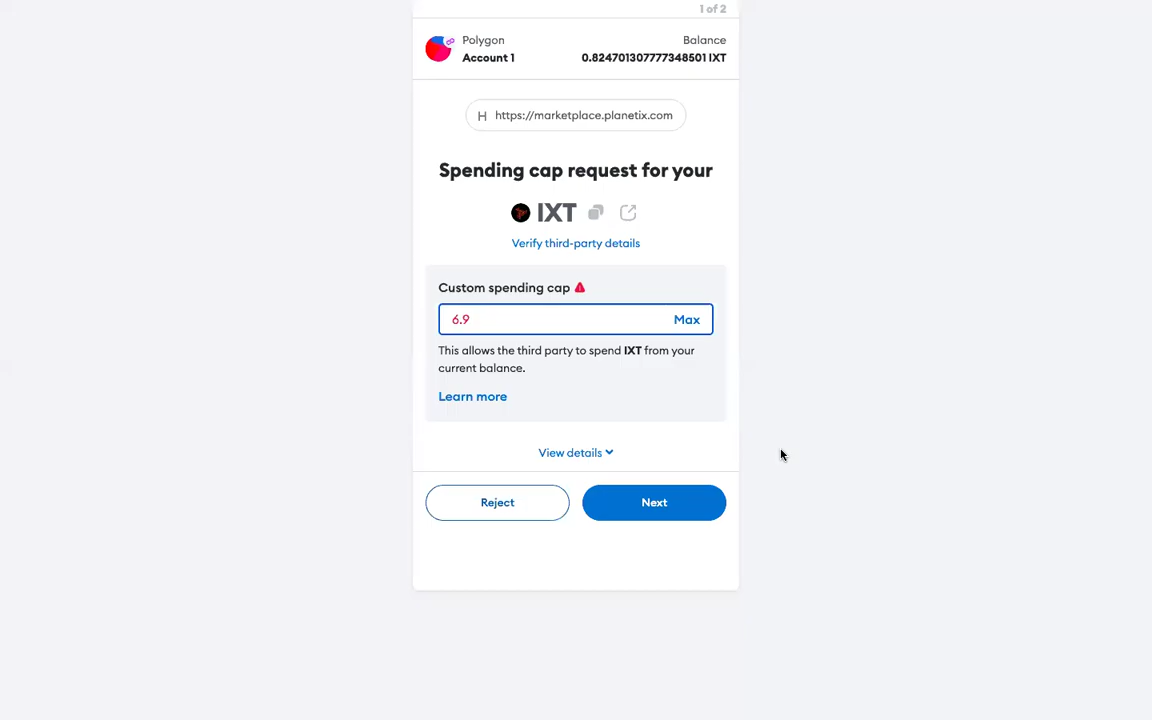 1 of 2
Polygon
Account 1
Balance
0.824701307777348501 IXT
H https://marketplace.planetix.com
Spending cap request for your
IXT
Verify third-party details
Custom spending cap
6.9
Max
This allows the third party to spend IXT from your
current balance.
Learn more
View details
Reject
Next